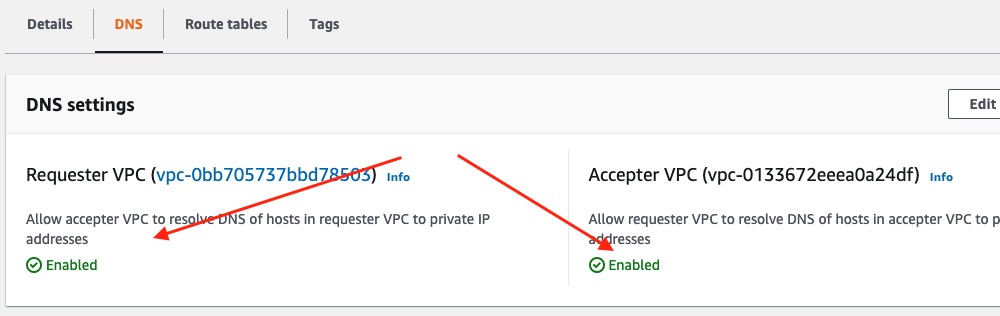 Details DNS Route tables Tags
DNS settings Edit
Requester VPC (vpc-0bb705737bbd78503) Info
Allow accepter VPC to resolve DNS of hosts in requester VPC to private IP
addresses
Enabled
Accepter VPC (vpc-0133672eeea0a24df) Info
Allow requester VPC to resolve DNS of hosts in accepter VPC to p
addresses
Enabled